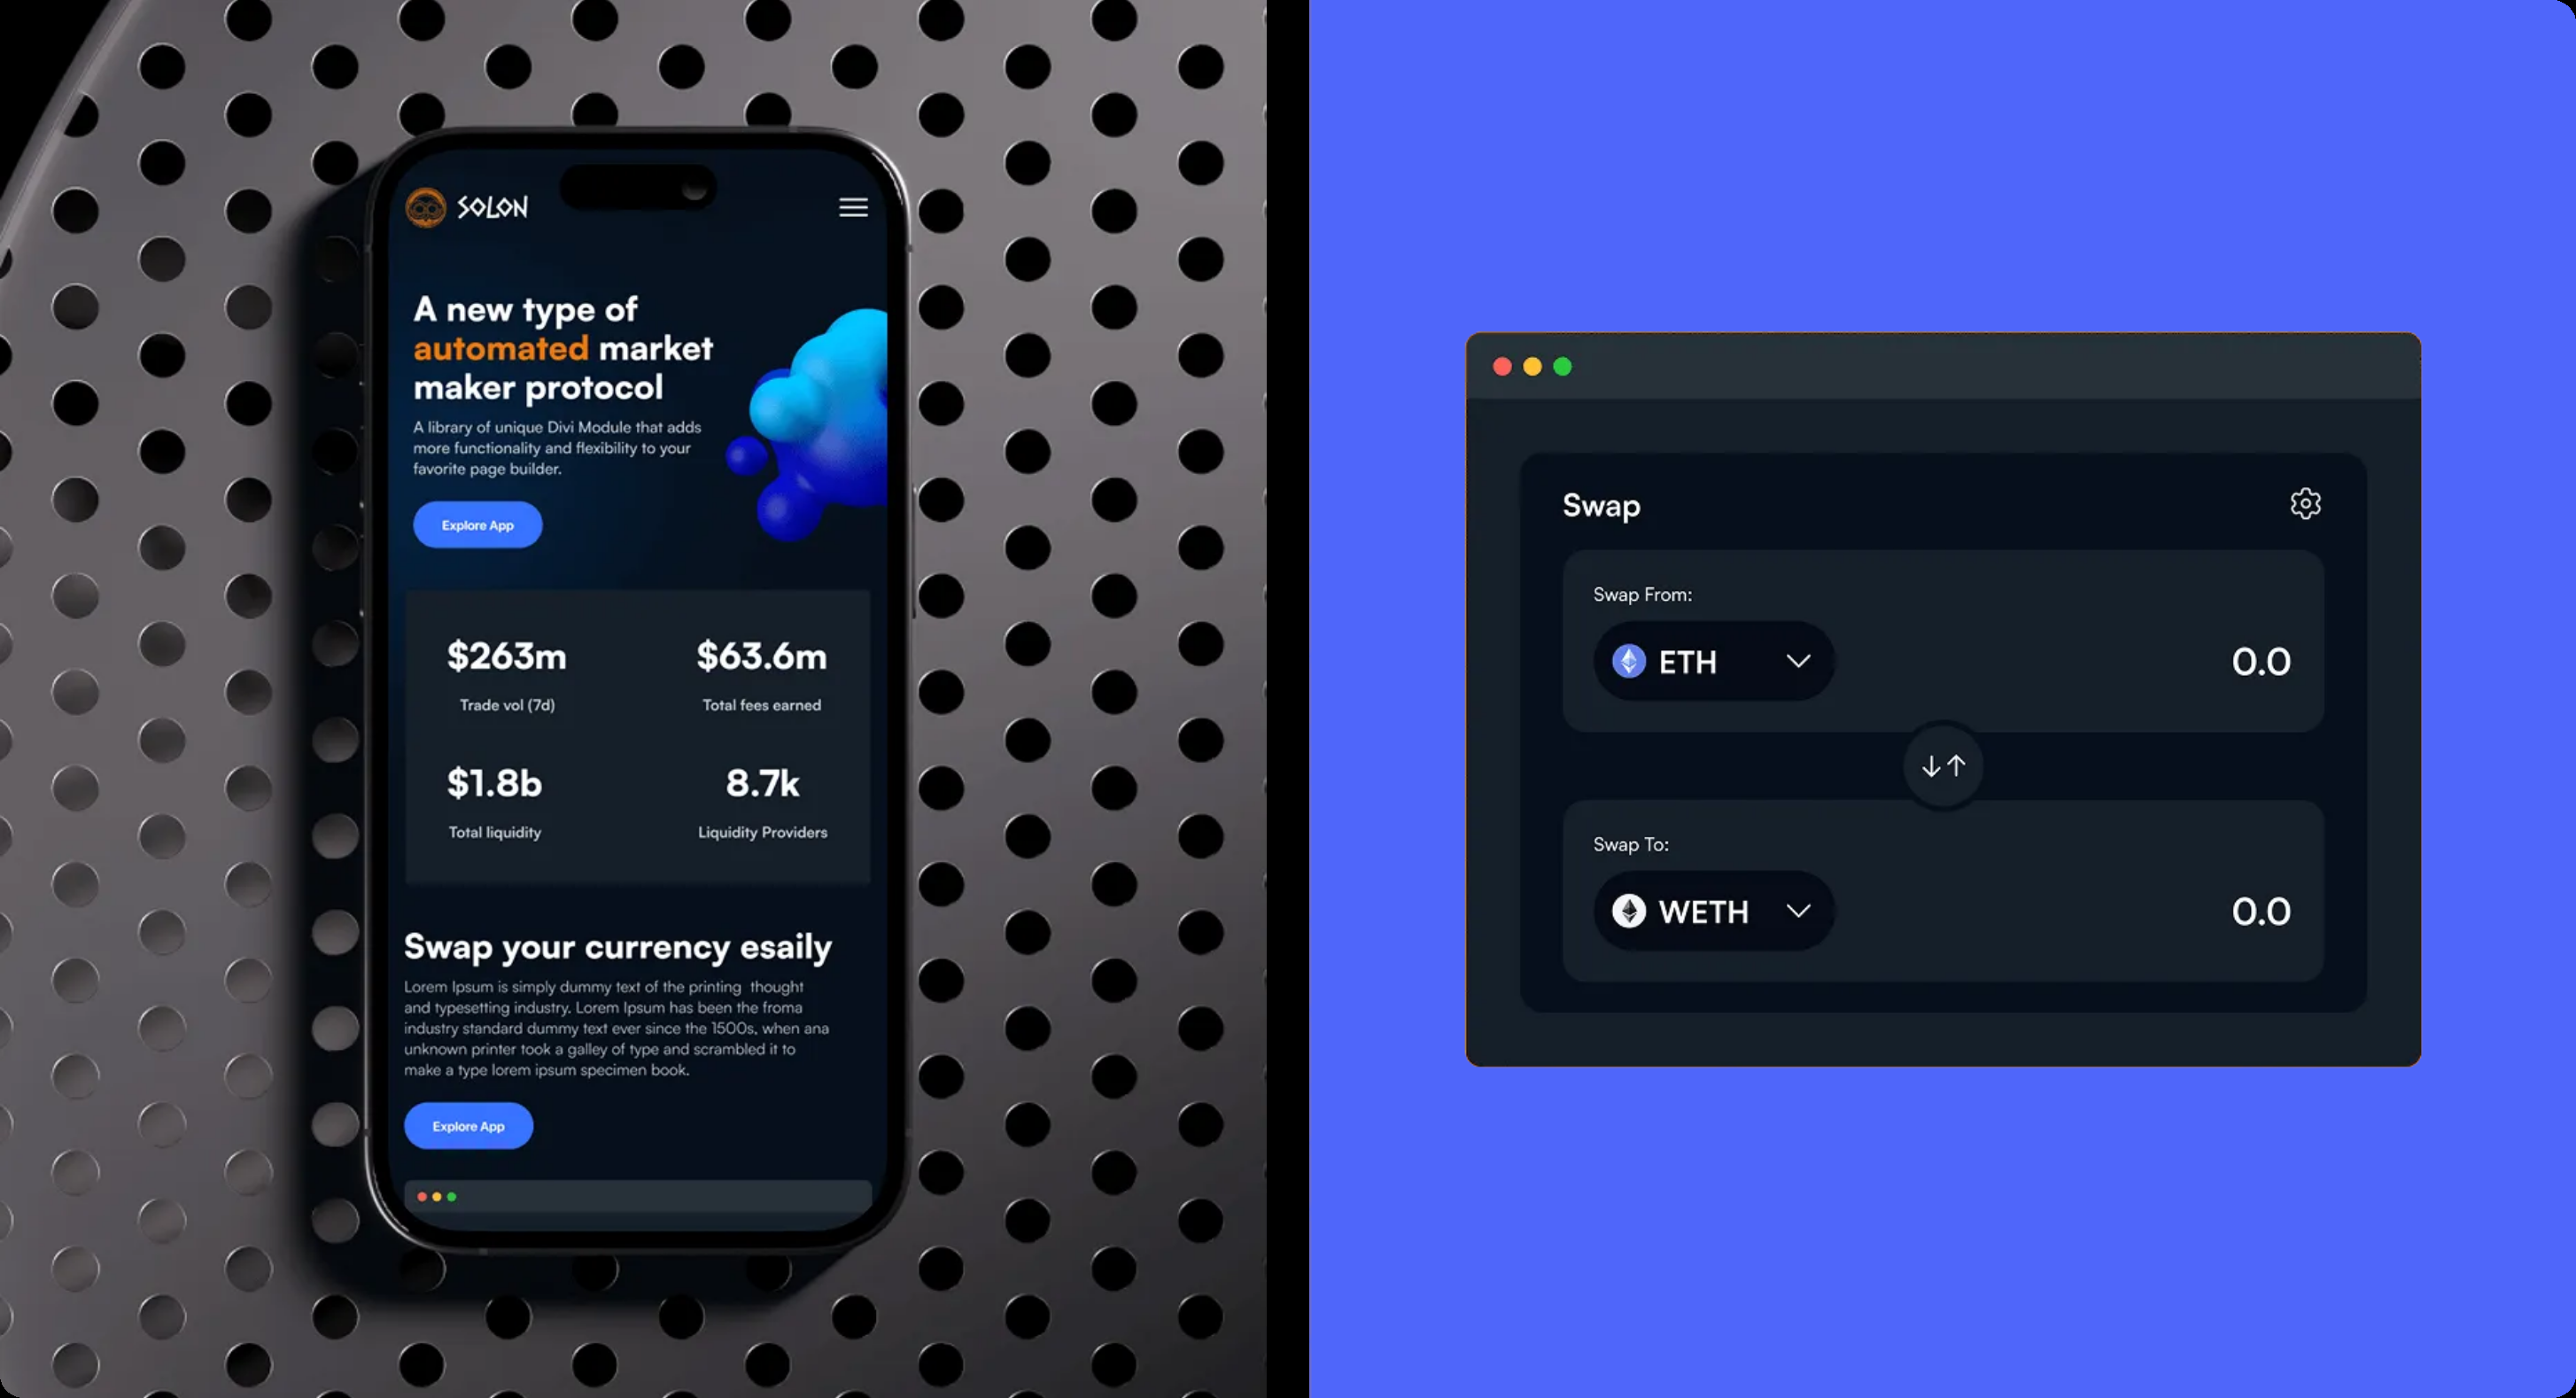 SOLON
A new type of
automated market
maker protocol
A library of unique Divi Module that adds
more functionality and flexibility to your
favorite page builder.
Explore App
$263m
$63.6m
Trade vol (7d)
Total fees earned
$1.8b
8.7k
Total liquidity
Liquidity Providers
Swap your currency esaily
Lorem Ipsum is simply dummy text of the printing thought
and typesetting industry. Lorem Ipsum has been the froma
industry standard dummy text ever since the 1500s, when ana
unknown printer took a galley of type and scrambled it to
make a type lorem ipsum specimen book.
Explore App
Swap
Swap From:
ETH
0.0
Swap To:
WETH
0.0